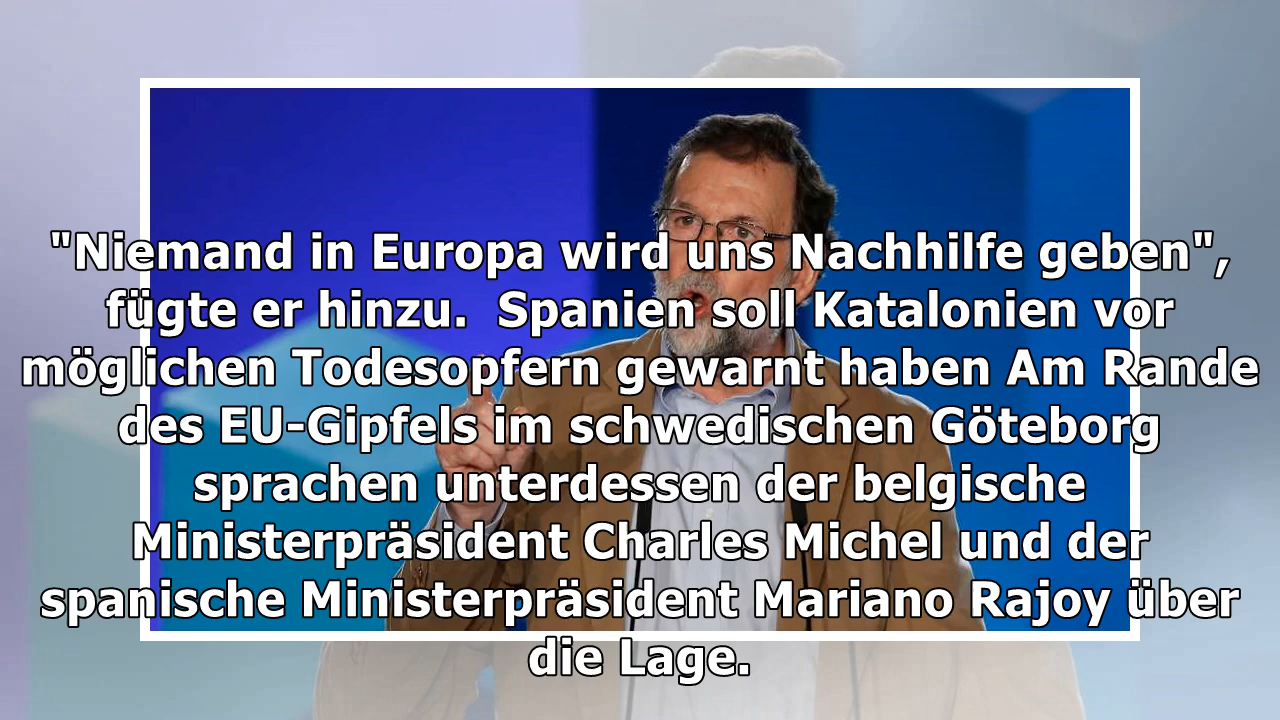 "Niemand in Europa wird uns Nachhilfe geben",
fügte er hinzu.  Spanien soll Katalonien vor
möglichen Todesopfern gewarnt haben Am Rande
des EU-Gipfels im schwedischen Göteborg
sprachen unterdessen der belgische
Ministerpräsident Charles Michel und der
spanische Ministerpräsident Mariano Rajoy über
die Lage.